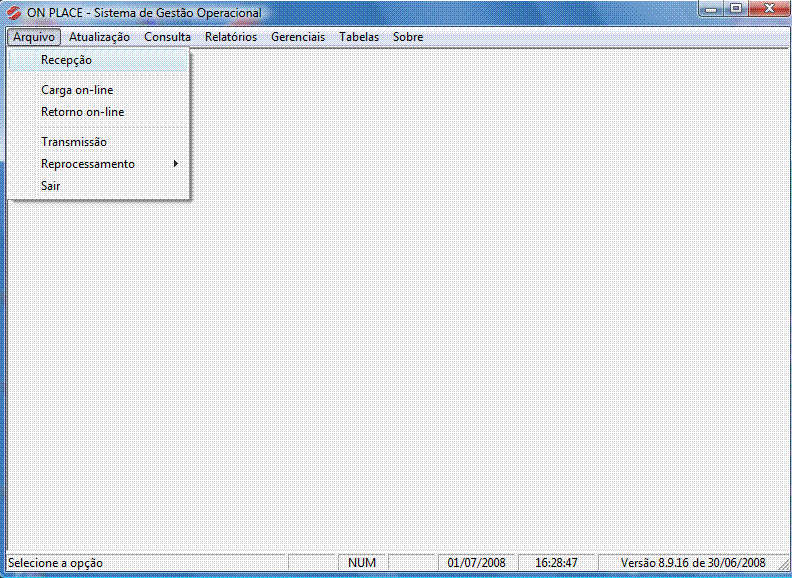 ON PLACE - Sistema de Gestão Operacional
Arquivo Atualização Consulta Relatórios Gerenciais Tabelas Sobre
Recepção
Carga on-line
Retorno on-line
Transmissão
Reprocessamento
Sair
Selecione a opção NUM 01/07/2008 16:28:47 Versão 8.9.16 de 30/06/2008